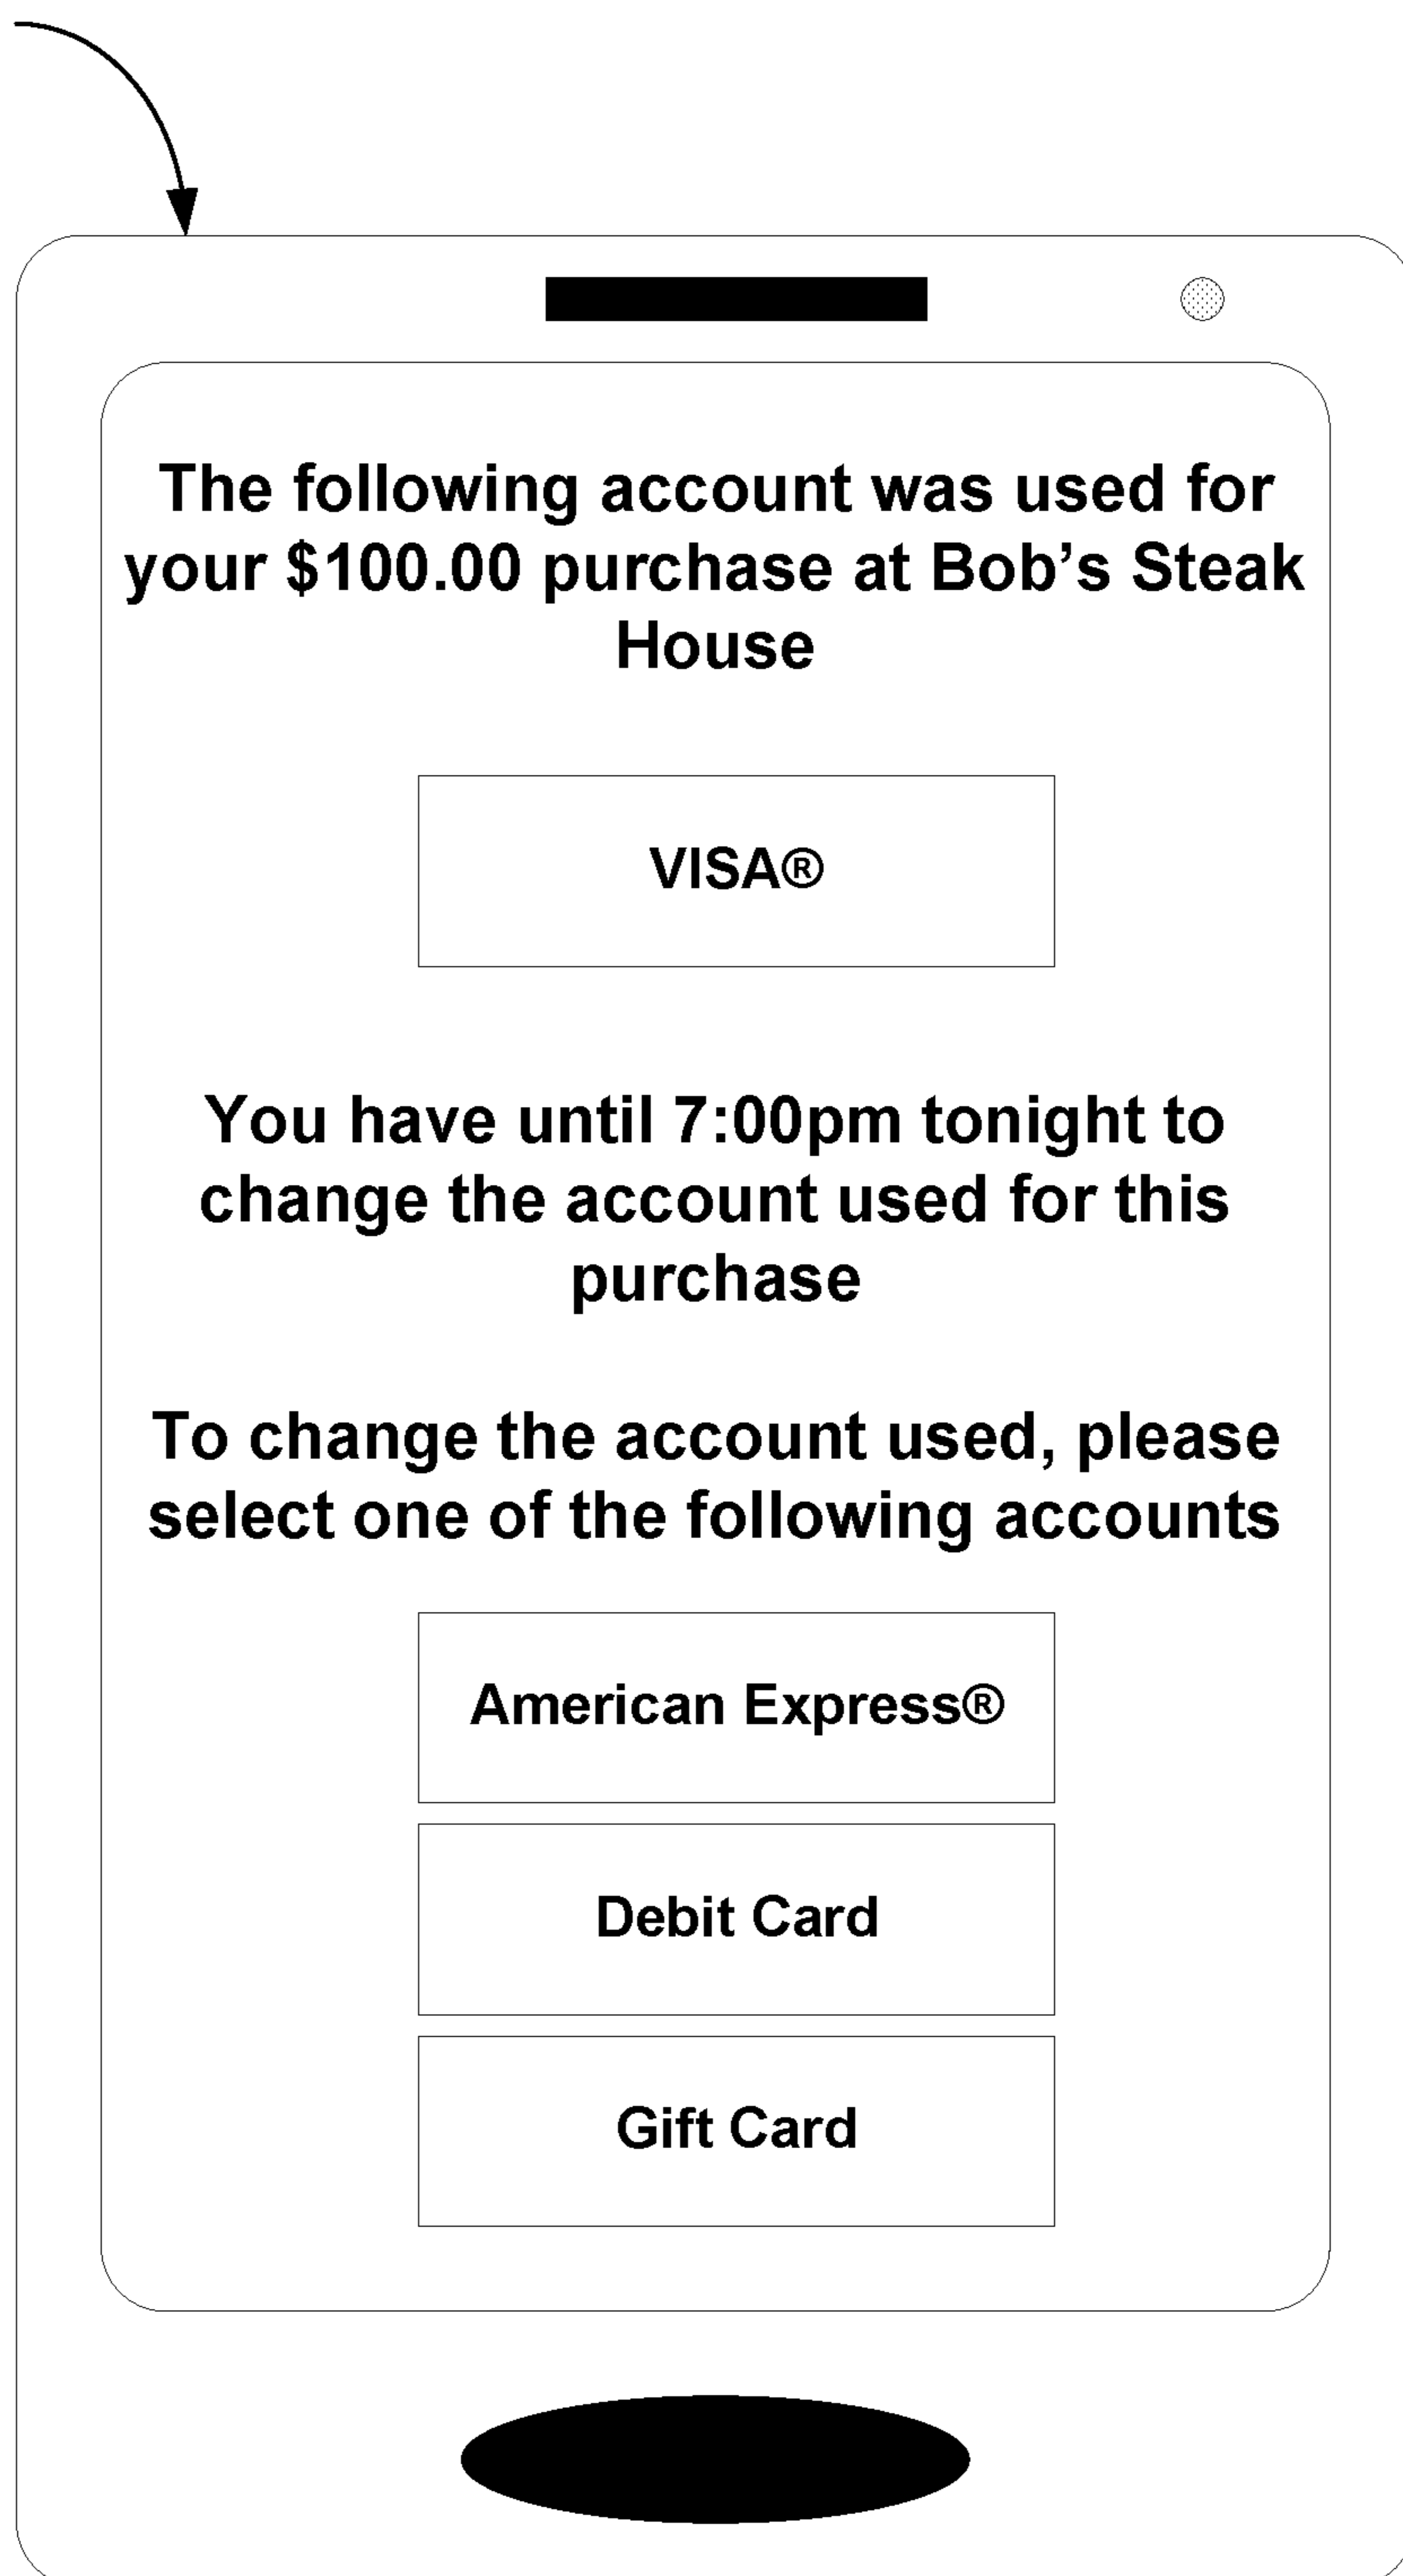 The following account was used for
your $100.00 purchase at Bob’s Steak
House
VISA®
You have until 7:00pm tonight to
change the account used for this
purchase
To change the account used, please
select one of the following accounts
American Express®
Debit Card
Gift Card